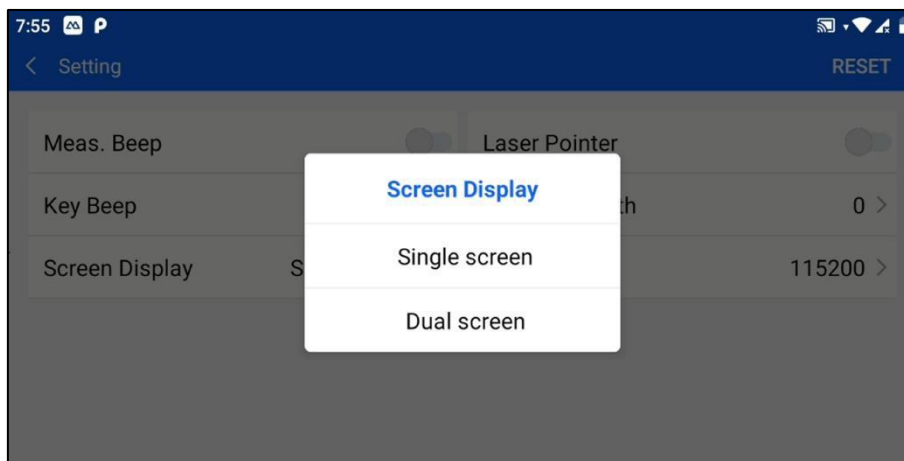 7:55
Setting RESET
Meas. Beep Laser Pointer
Screen Display
Key Beep 0
Single screen
Screen Display 115200
Dual screen